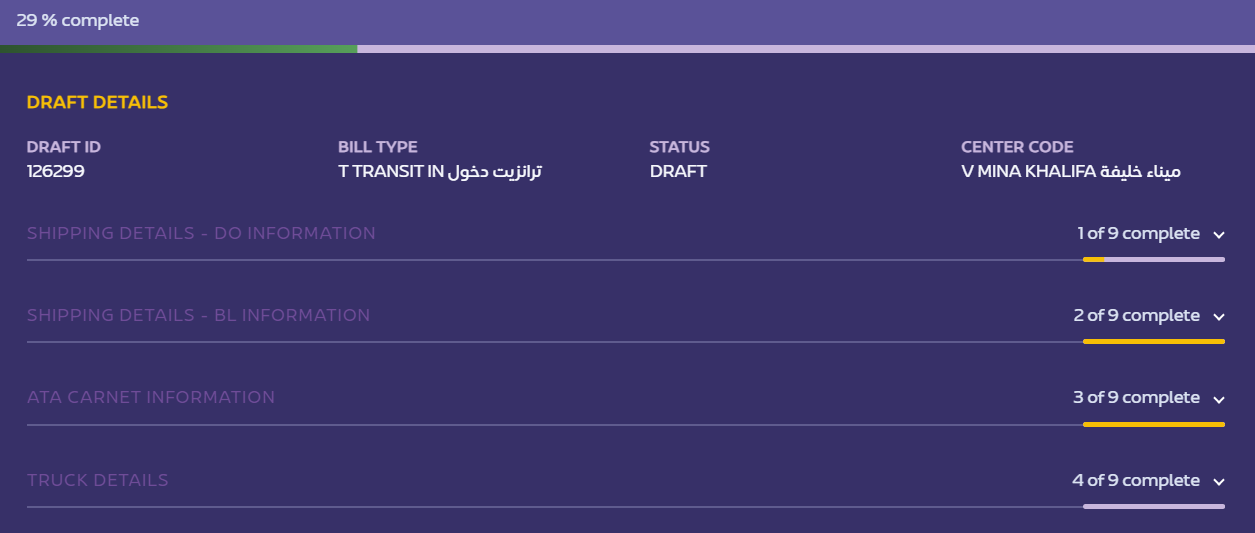 29 % complete
DRAFT DETAILS
DRAFT ID
126299
BILL TYPE
T TRANSIT IN ترانزيت دخول
STATUS
DRAFT
CENTER CODE
V MINA KHALIFA ميناء خليفة
SHIPPING DETAILS - DO INFORMATION
1 of 9 complete
SHIPPING DETAILS - BL INFORMATION
2 of 9 complete
ATA CARNET INFORMATION
3 of 9 complete
TRUCK DETAILS
4 of 9 complete